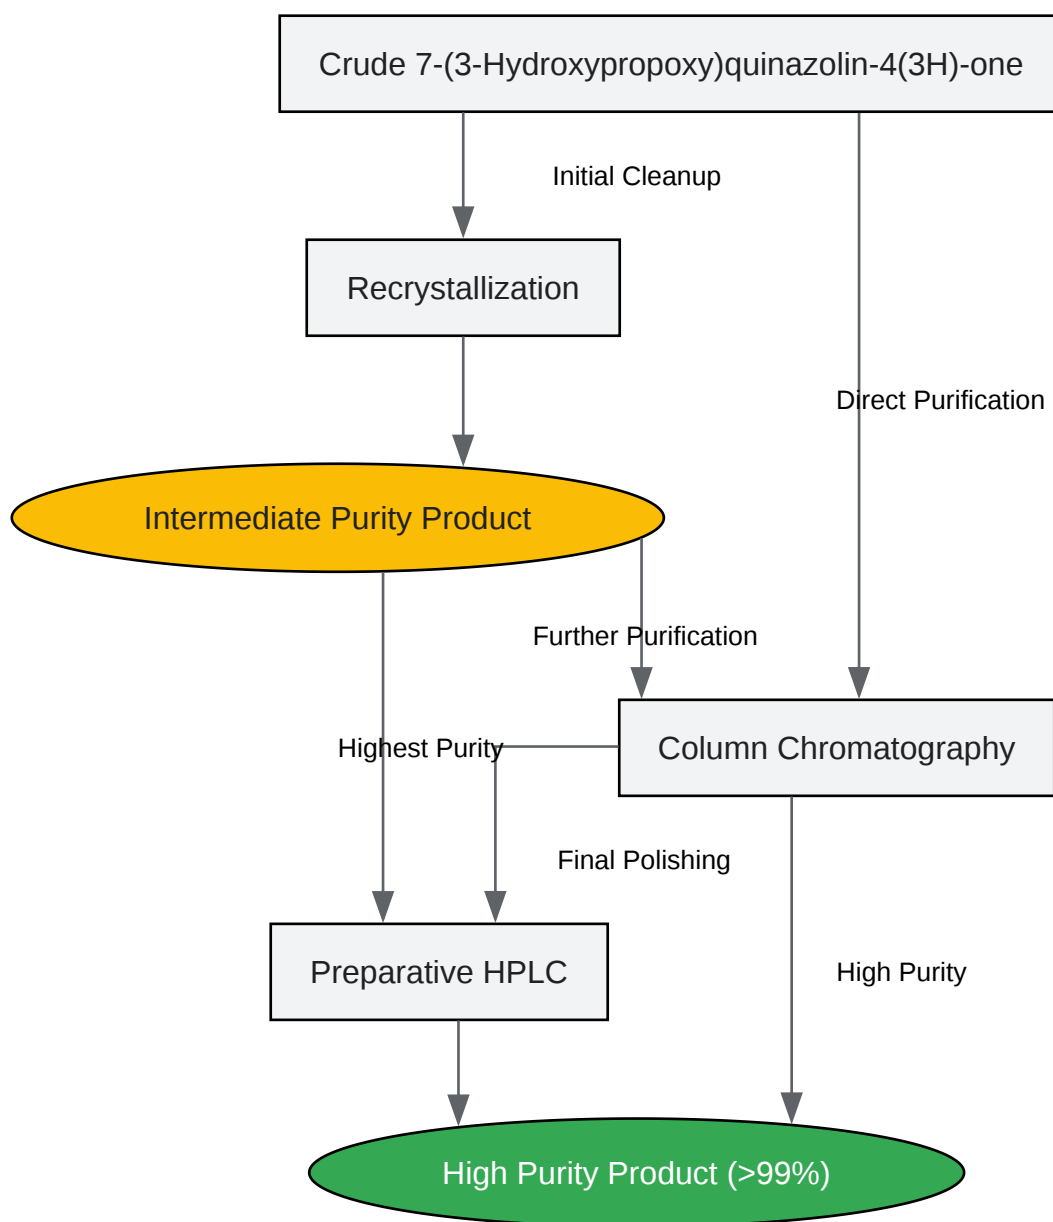 Crude 7-(3-Hydroxypropoxy)quinazolin-4(3H)-one
Initial Cleanup
Recrystallization
Direct Purification
Intermediate Purity Product
Further Purification
Highest Purity
Column Chromatography
Final Polishing
Preparative HPLC
High Purity
High Purity Product (>99%)